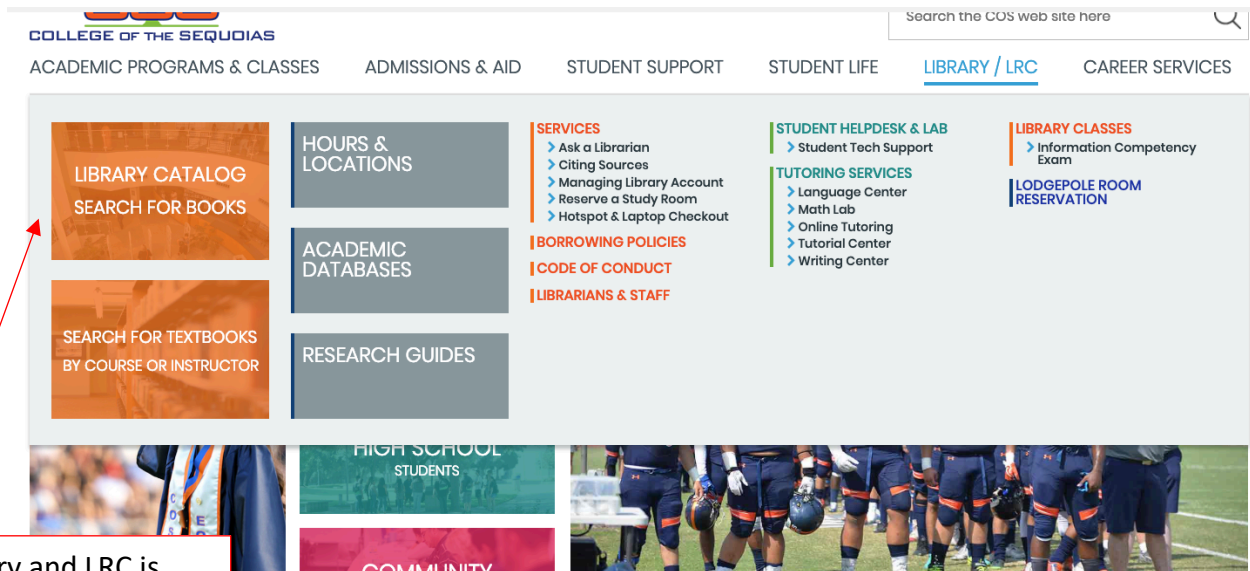 COLLEGE OF THE SEQUOIAS
Search the COS web site here
ACADEMIC PROGRAMS & CLASSES
ADMISSIONS & AID
STUDENT SUPPORT
STUDENT LIFE
LIBRARY / LRC
CAREER SERVICES
LIBRARY CATALOG
SEARCH FOR BOOKS
SEARCH FOR TEXTBOOKS
BY COURSE OR INSTRUCTOR
HOURS &
LOCATIONS
ACADEMIC
DATABASES
RESEARCH GUIDES
SERVICES
Ask a Librarian
Citing Sources
Managing Library Account
Reserve a Study Room
Hotspot & Laptop Checkout
BORROWING POLICIES
CODE OF CONDUCT
LIBRARIANS & STAFF
STUDENT HELPDESK & LAB
Student Tech Support
TUTORING SERVICES
Language Center
Math Lab
Online Tutoring
Tutorial Center
Writing Center
LIBRARY CLASSES
Information Competency
Exam
LODGEPOLE ROOM
RESERVATION
HIGH SCHOOL
STUDENTS
COMMUNITY
and LRC is